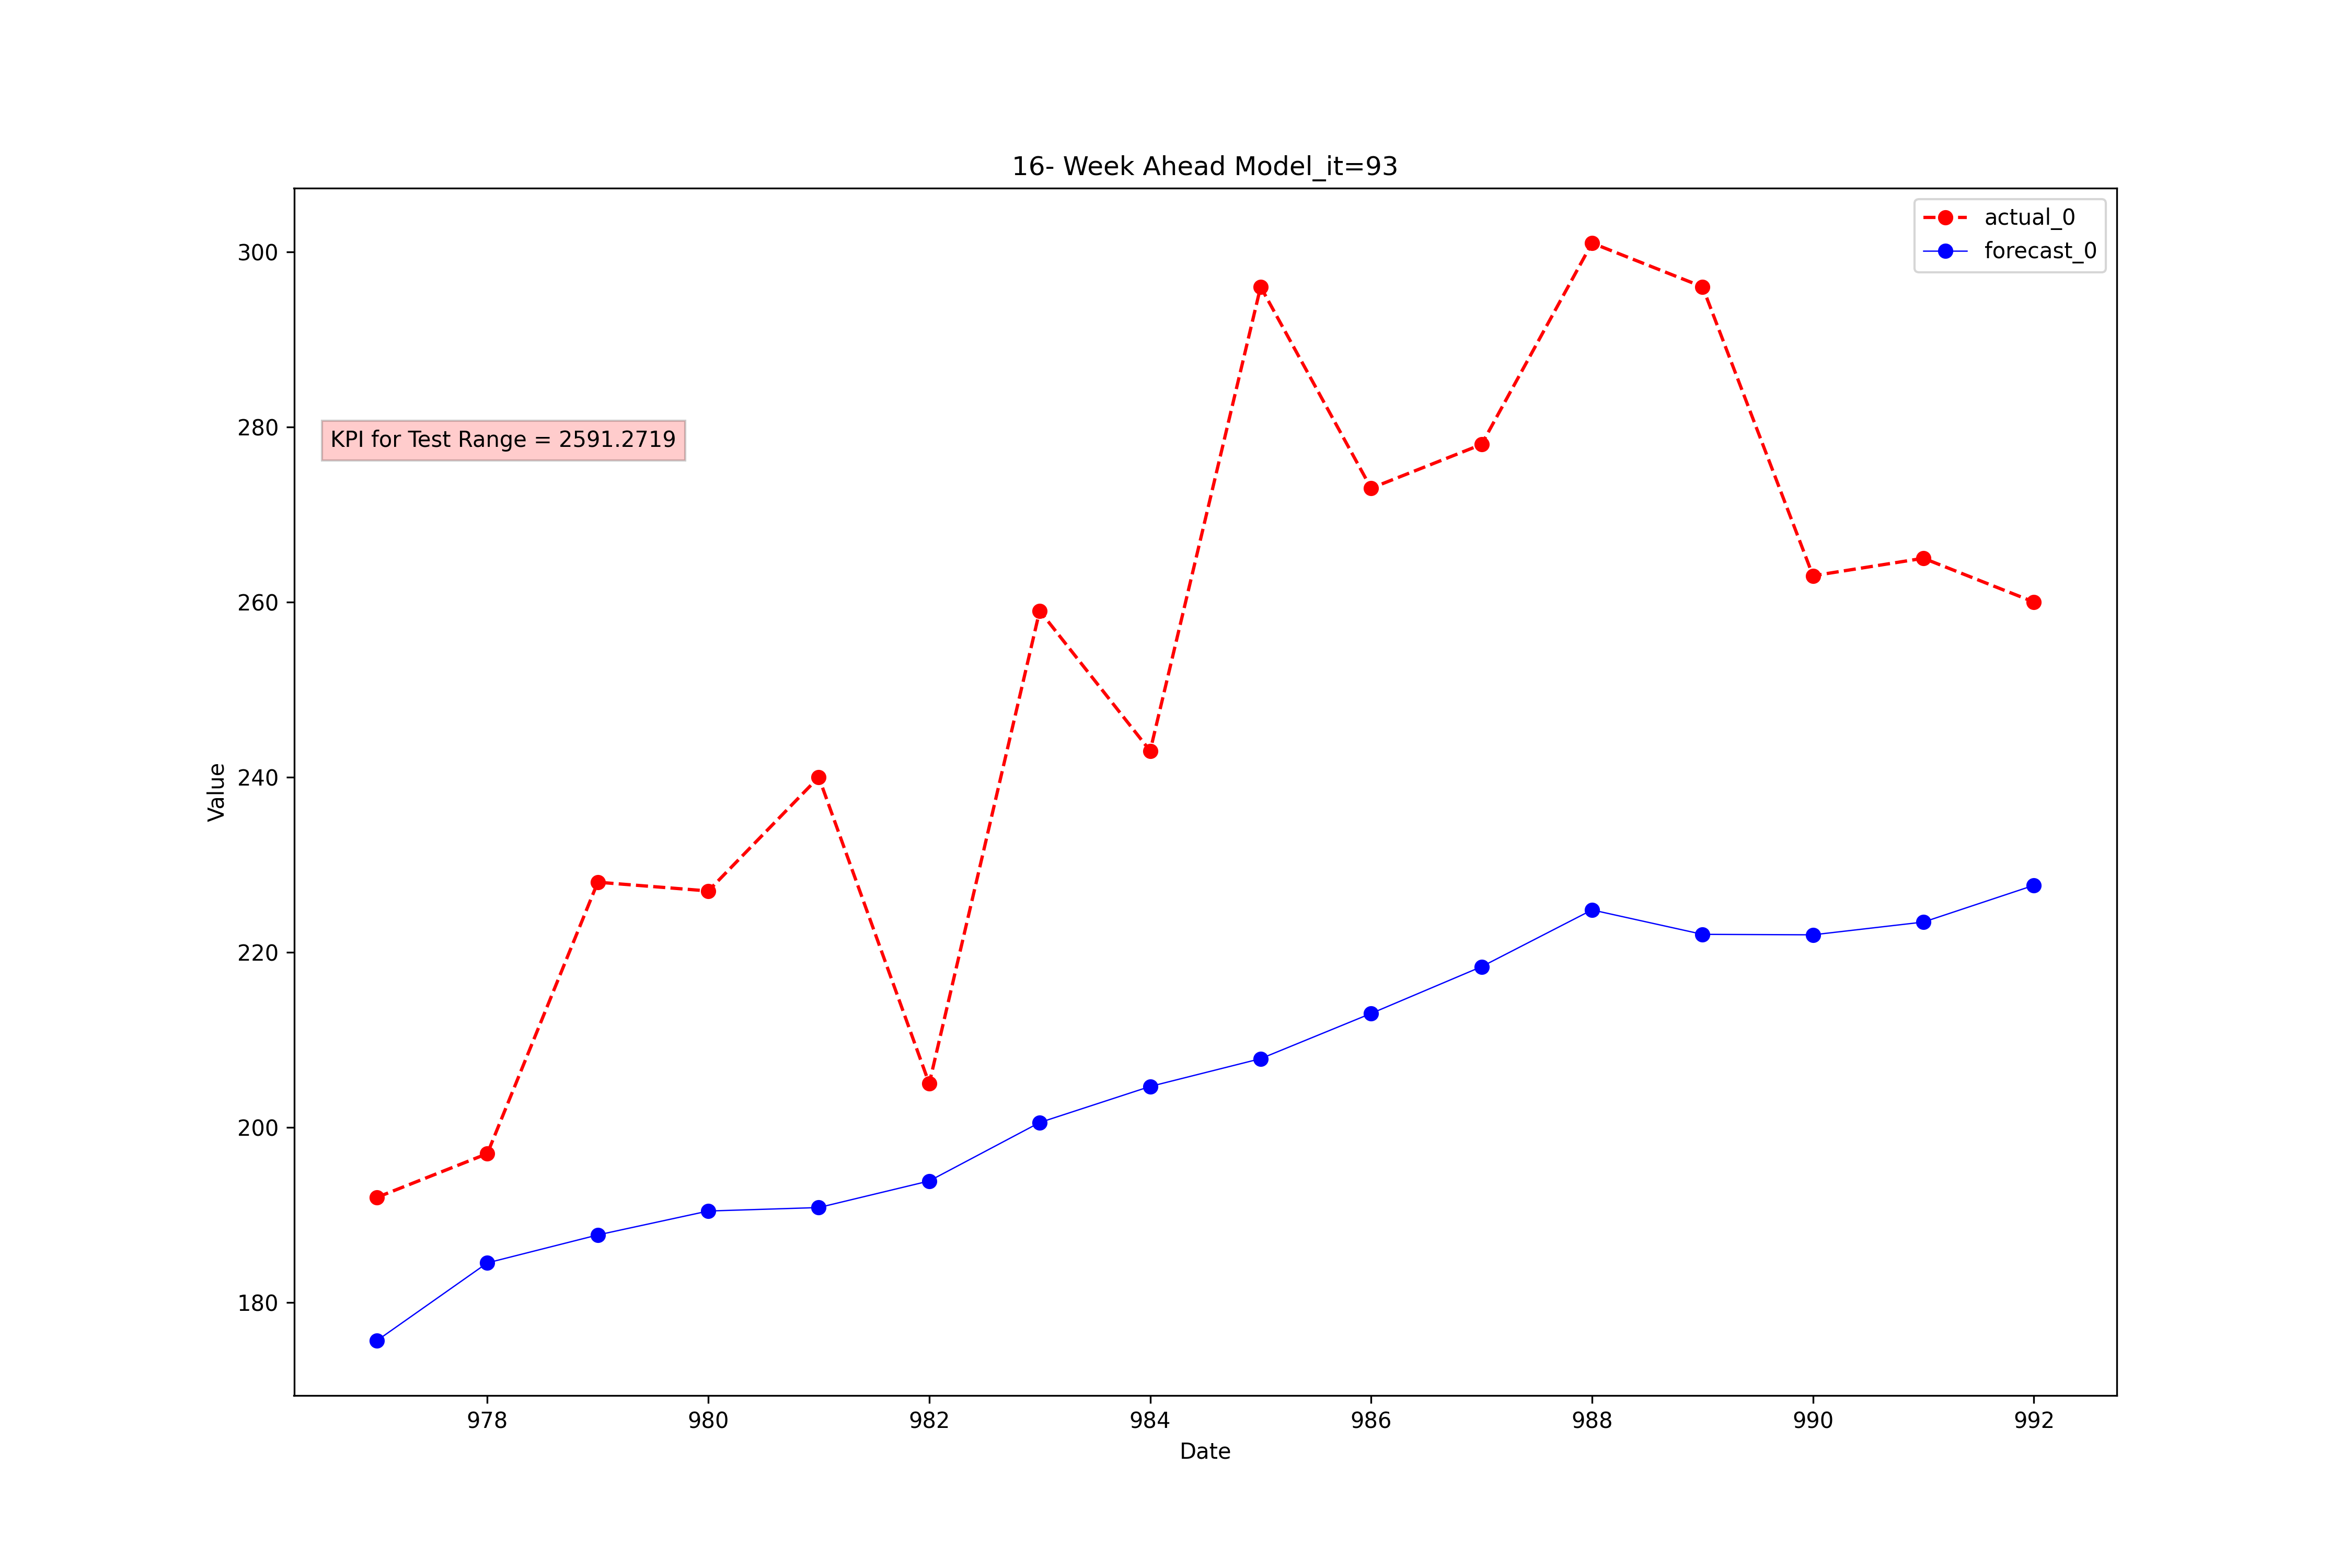 16- Week Ahead Model_it=93
actual_0
forecast_0
KPI for Test Range = 2591.2719
Value
300
280
260
240
220
200
180
978 980 982 984 986 988 990 992
Date